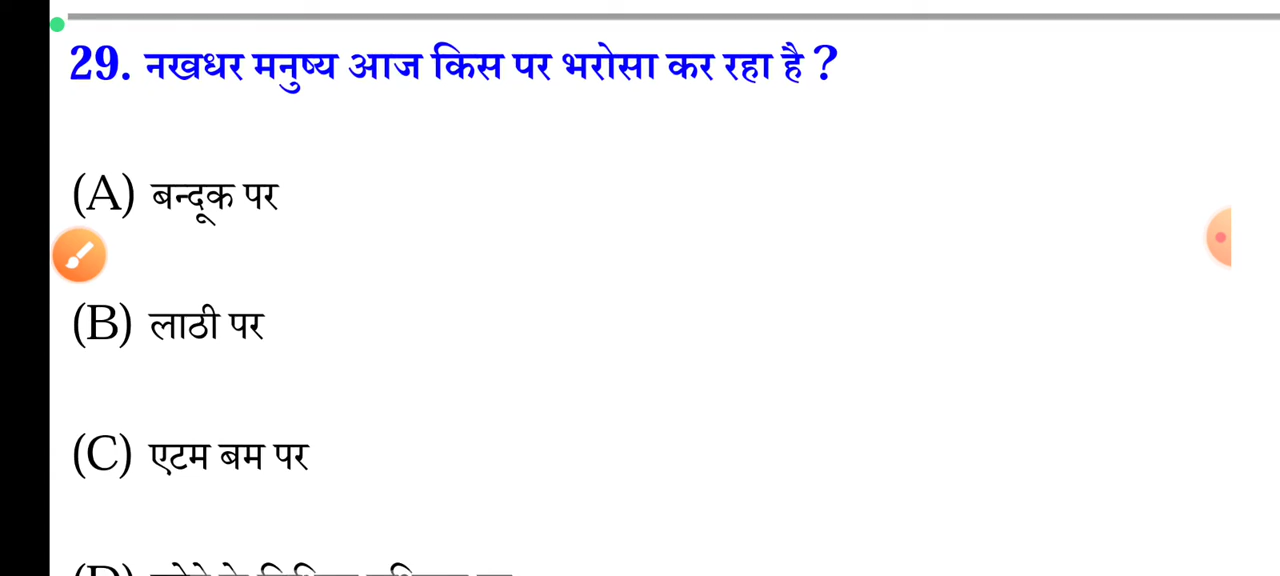 29. नखधर मनुष्य आज किस पर भरोसा कर रहा है ?
(A) बन्दूक पर
(B) लाठी पर
(C) एटम बम पर
(D)